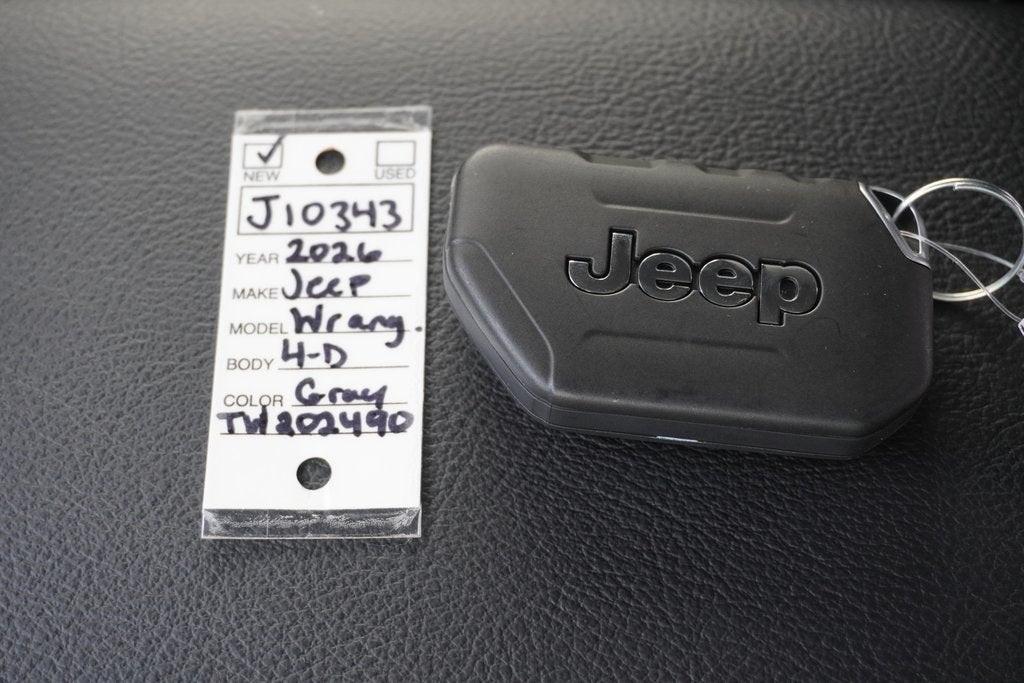 NEW USED
J10343
YEAR 2026
MAKE Jeep
MODEL Wrang.
BODY 4-D
COLOR Gray
TW202490
Jeep